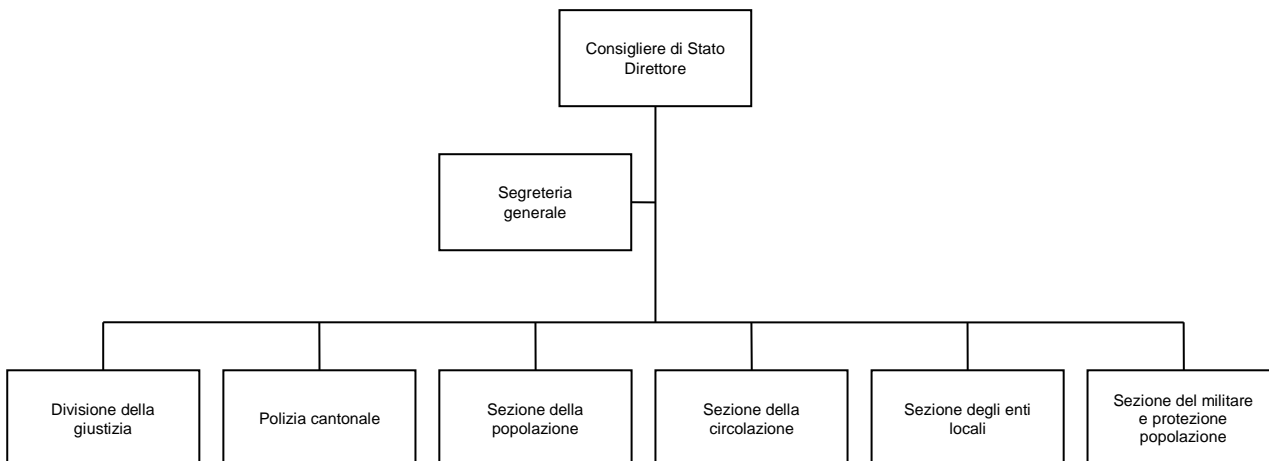 Consigliere di Stato
Direttore
Segreteria
generale
Divisione della
giustizia
Polizia cantonale
Sezione della
popolazione
Sezione della
circolazione
Sezione degli enti
locali
Sezione del militare
e protezione
popolazione